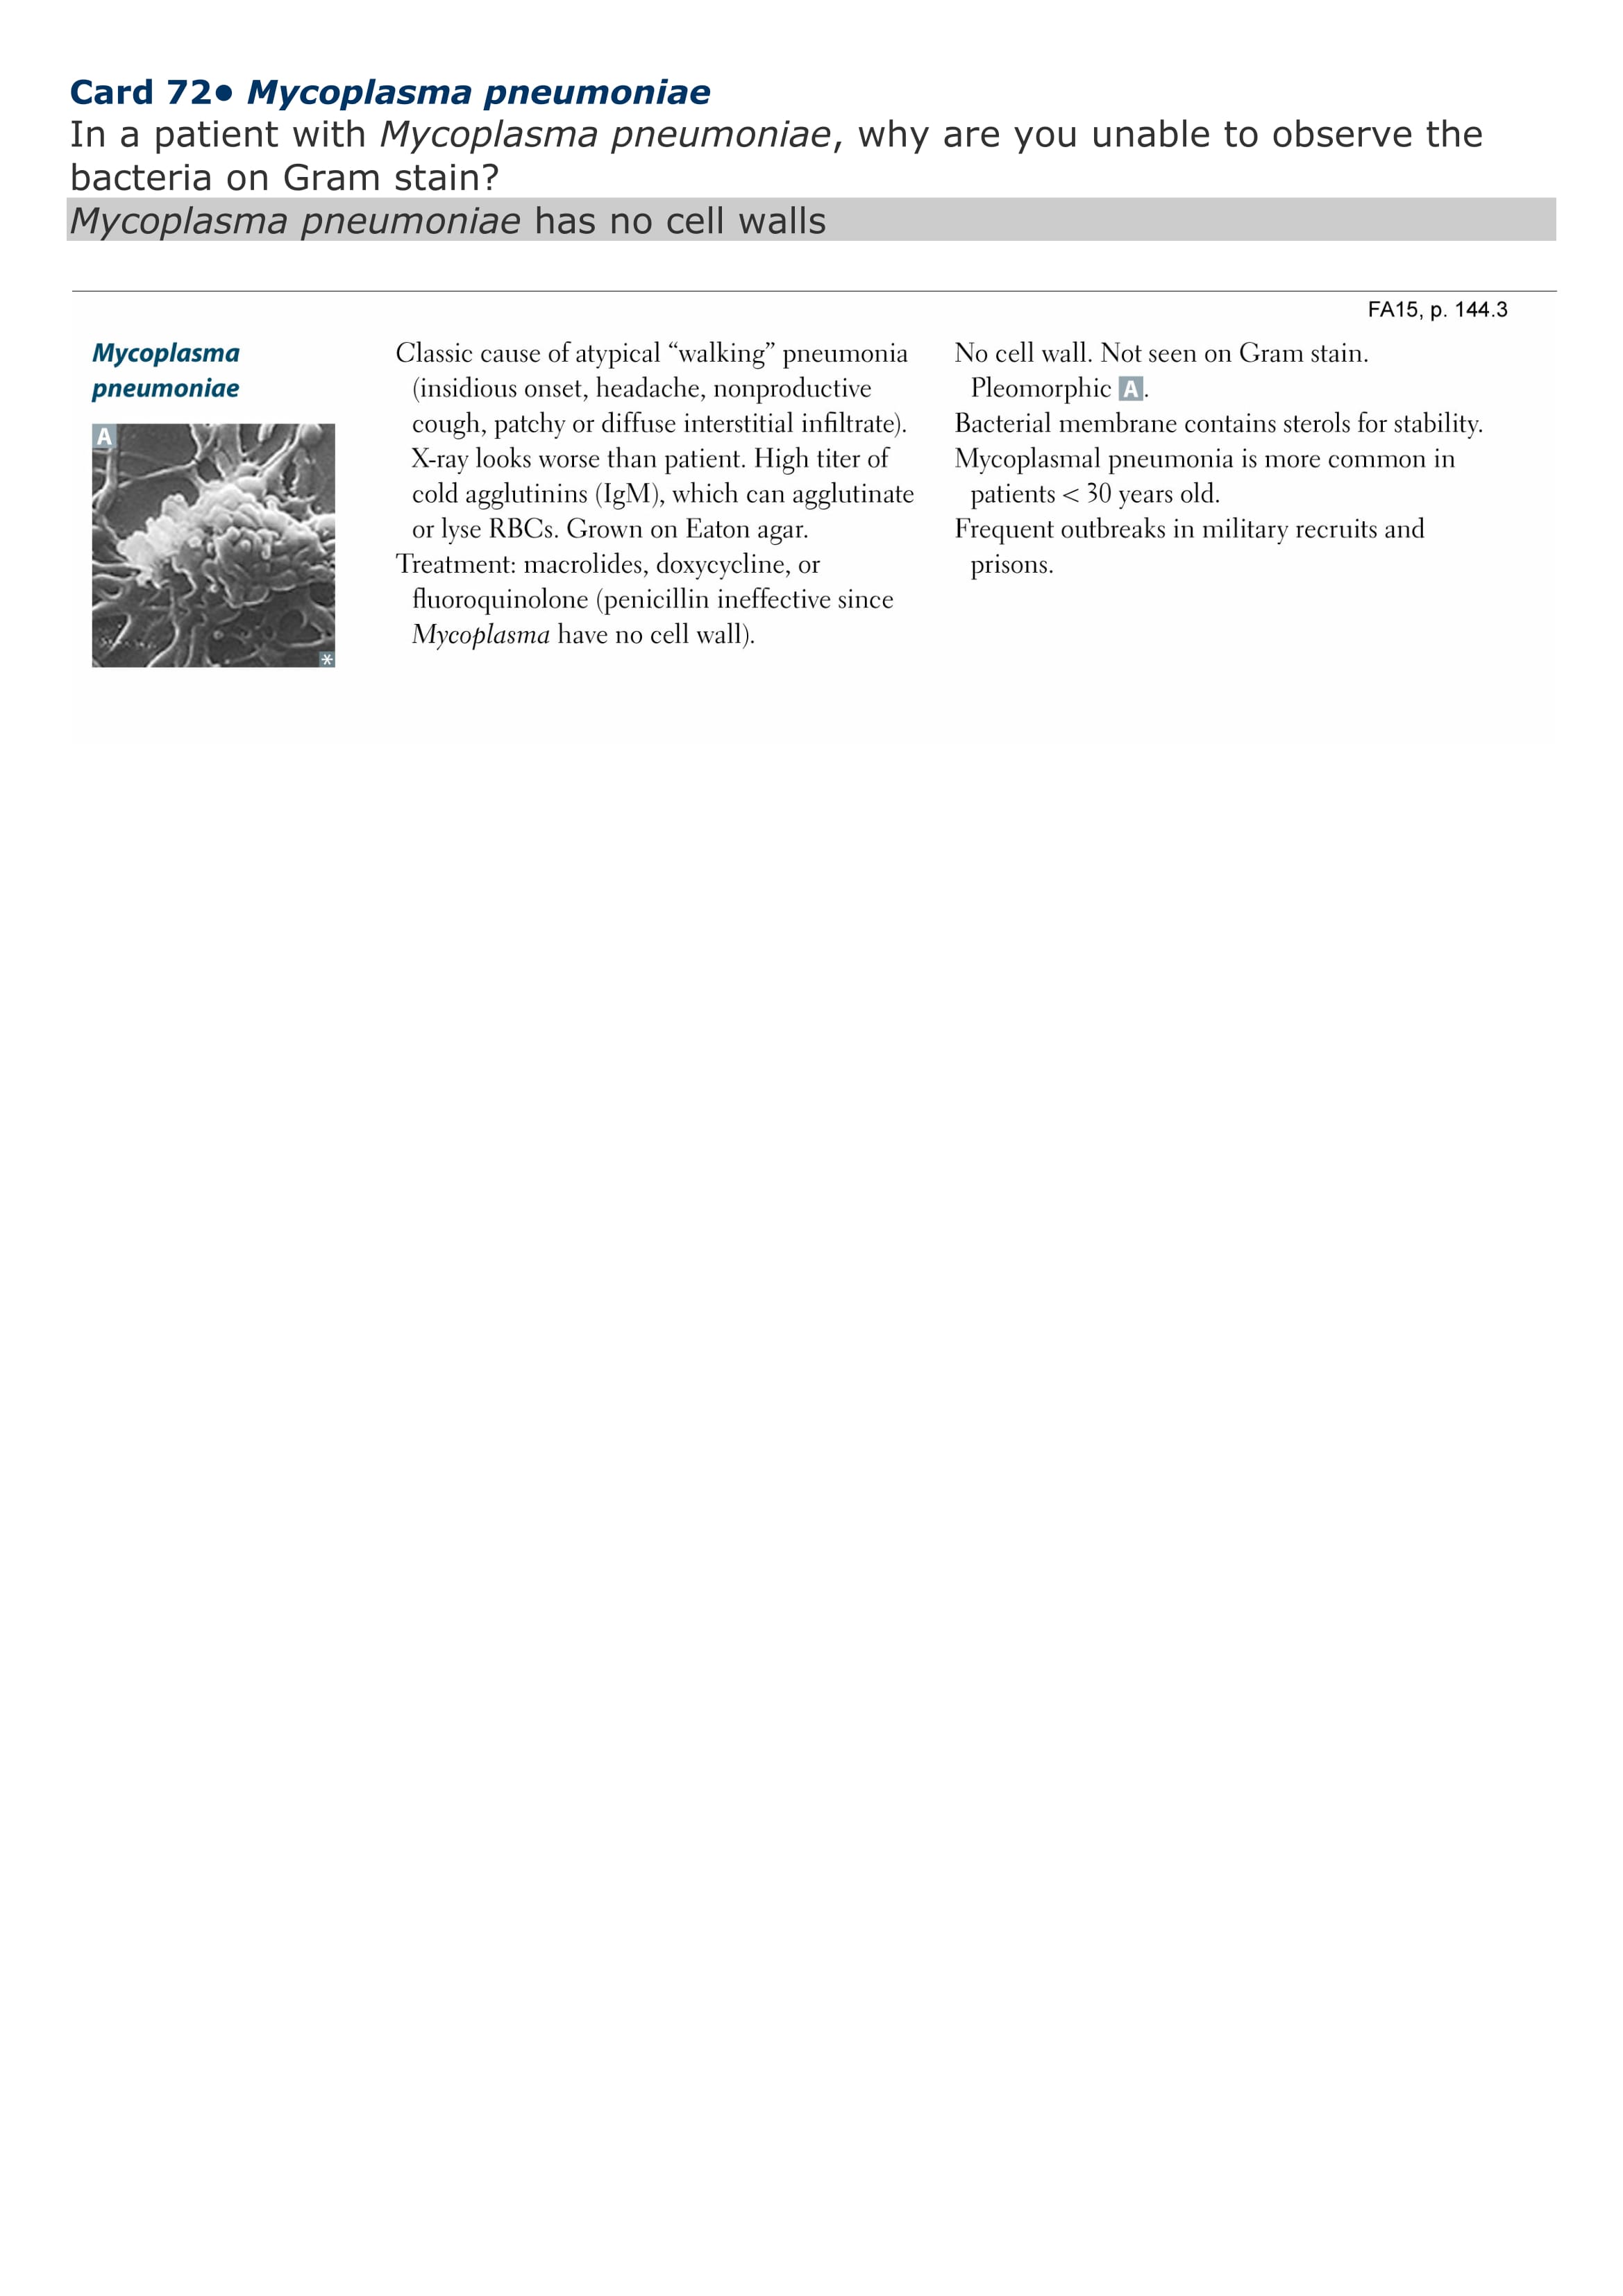 Card 72● Mycoplasma pneumoniae
In a patient with Mycoplasma pneumoniae, why are you unable to observe the
bacteria on Gram stain?
Mycoplasma pneumoniae has no cell walls
FA15, p. 144.3
Mycoplasma
pneumoniae
A
Classic cause of atypical “walking” pneumonia
(insidious onset, headache, nonproductive
cough, patchy or diffuse interstitial infiltrate).
X-ray looks worse than patient. High titer of
cold agglutinins (IgM), which can agglutinate
or lyse RBCs. Grown on Eaton agar.
Treatment: macrolides, doxycycline, or
fluoroquinolone (penicillin ineffective since
Mycoplasma have no cell wall).
No cell wall. Not seen on Gram stain.
Pleomorphic A.
Bacterial membrane contains sterols for stability.
Mycoplasmal pneumonia is more common in
patients < 30 years old.
Frequent outbreaks in military recruits and
prisons.